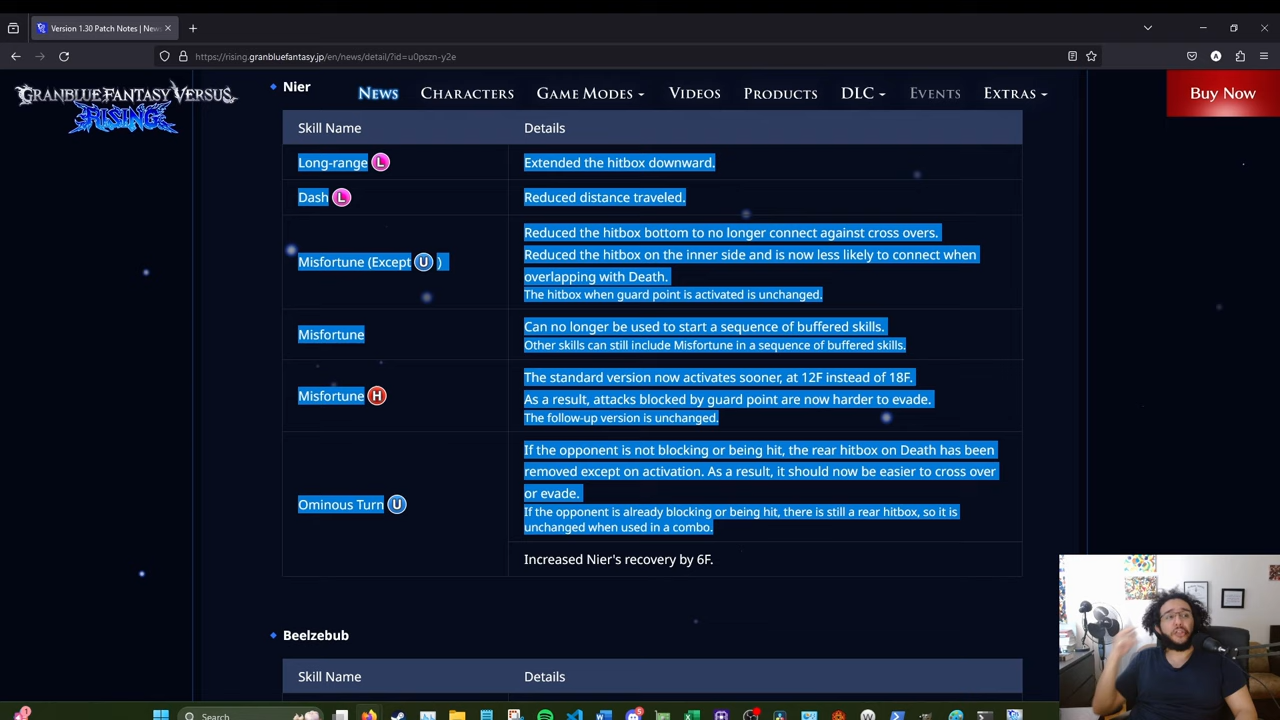 Version 1.30 Patch Notes | New
https://rising.granbluefantasy.jp/en/news/detail/?id=u0pszn-y2e
GRANBLUE FANTASY VERSUS
RISING
NEWS
CHARACTERS
GAME MODES
VIDEOS
PRODUCTS
DLC
EVENTS
EXTRAS
Buy Now
Nier
Skill Name
Details
Long-range L
Extended the hitbox downward.
Dash L
Reduced distance traveled.
Misfortune (Except U )
Reduced the hitbox bottom to no longer connect against cross overs.
Reduced the hitbox on the inner side and is now less likely to connect when
overlapping with Death.
The hitbox when guard point is activated is unchanged.
Misfortune
Can no longer be used to start a sequence of buffered skills.
Other skills can still include Misfortune in a sequence of buffered skills.
Misfortune H
The standard version now activates sooner, at 12F instead of 18F.
As a result, attacks blocked by guard point are now harder to evade.
The follow-up version is unchanged.
Ominous Turn U
If the opponent is not blocking or being hit, the rear hitbox on Death has been
removed except on activation. As a result, it should now be easier to cross over
or evade.
If the opponent is already blocking or being hit, there is still a rear hitbox, so it is
unchanged when used in a combo.
Increased Nier's recovery by 6F.
Beelzebub
Skill Name
Details
Search